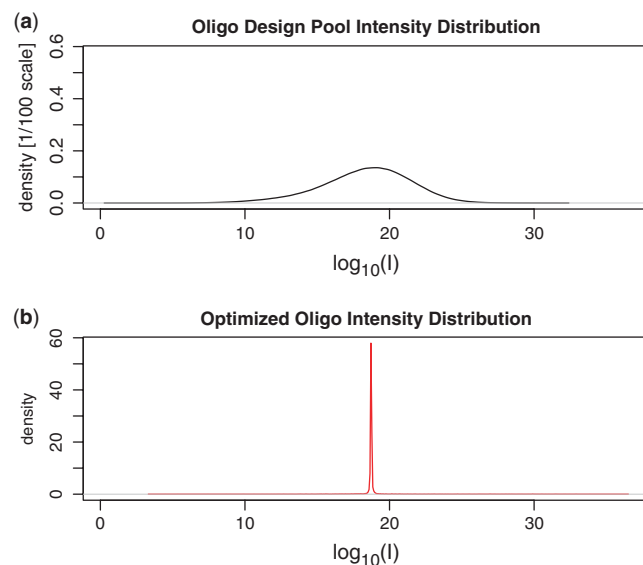 (a)
Oligo Design Pool Intensity Distribution
density [1/100 scale]
0.6
0.4
0.2
0.0
0 10 20 30
log10(I)
(b)
Optimized Oligo Intensity Distribution
density
60
40
20
0
0 10 20 30
log10(I)